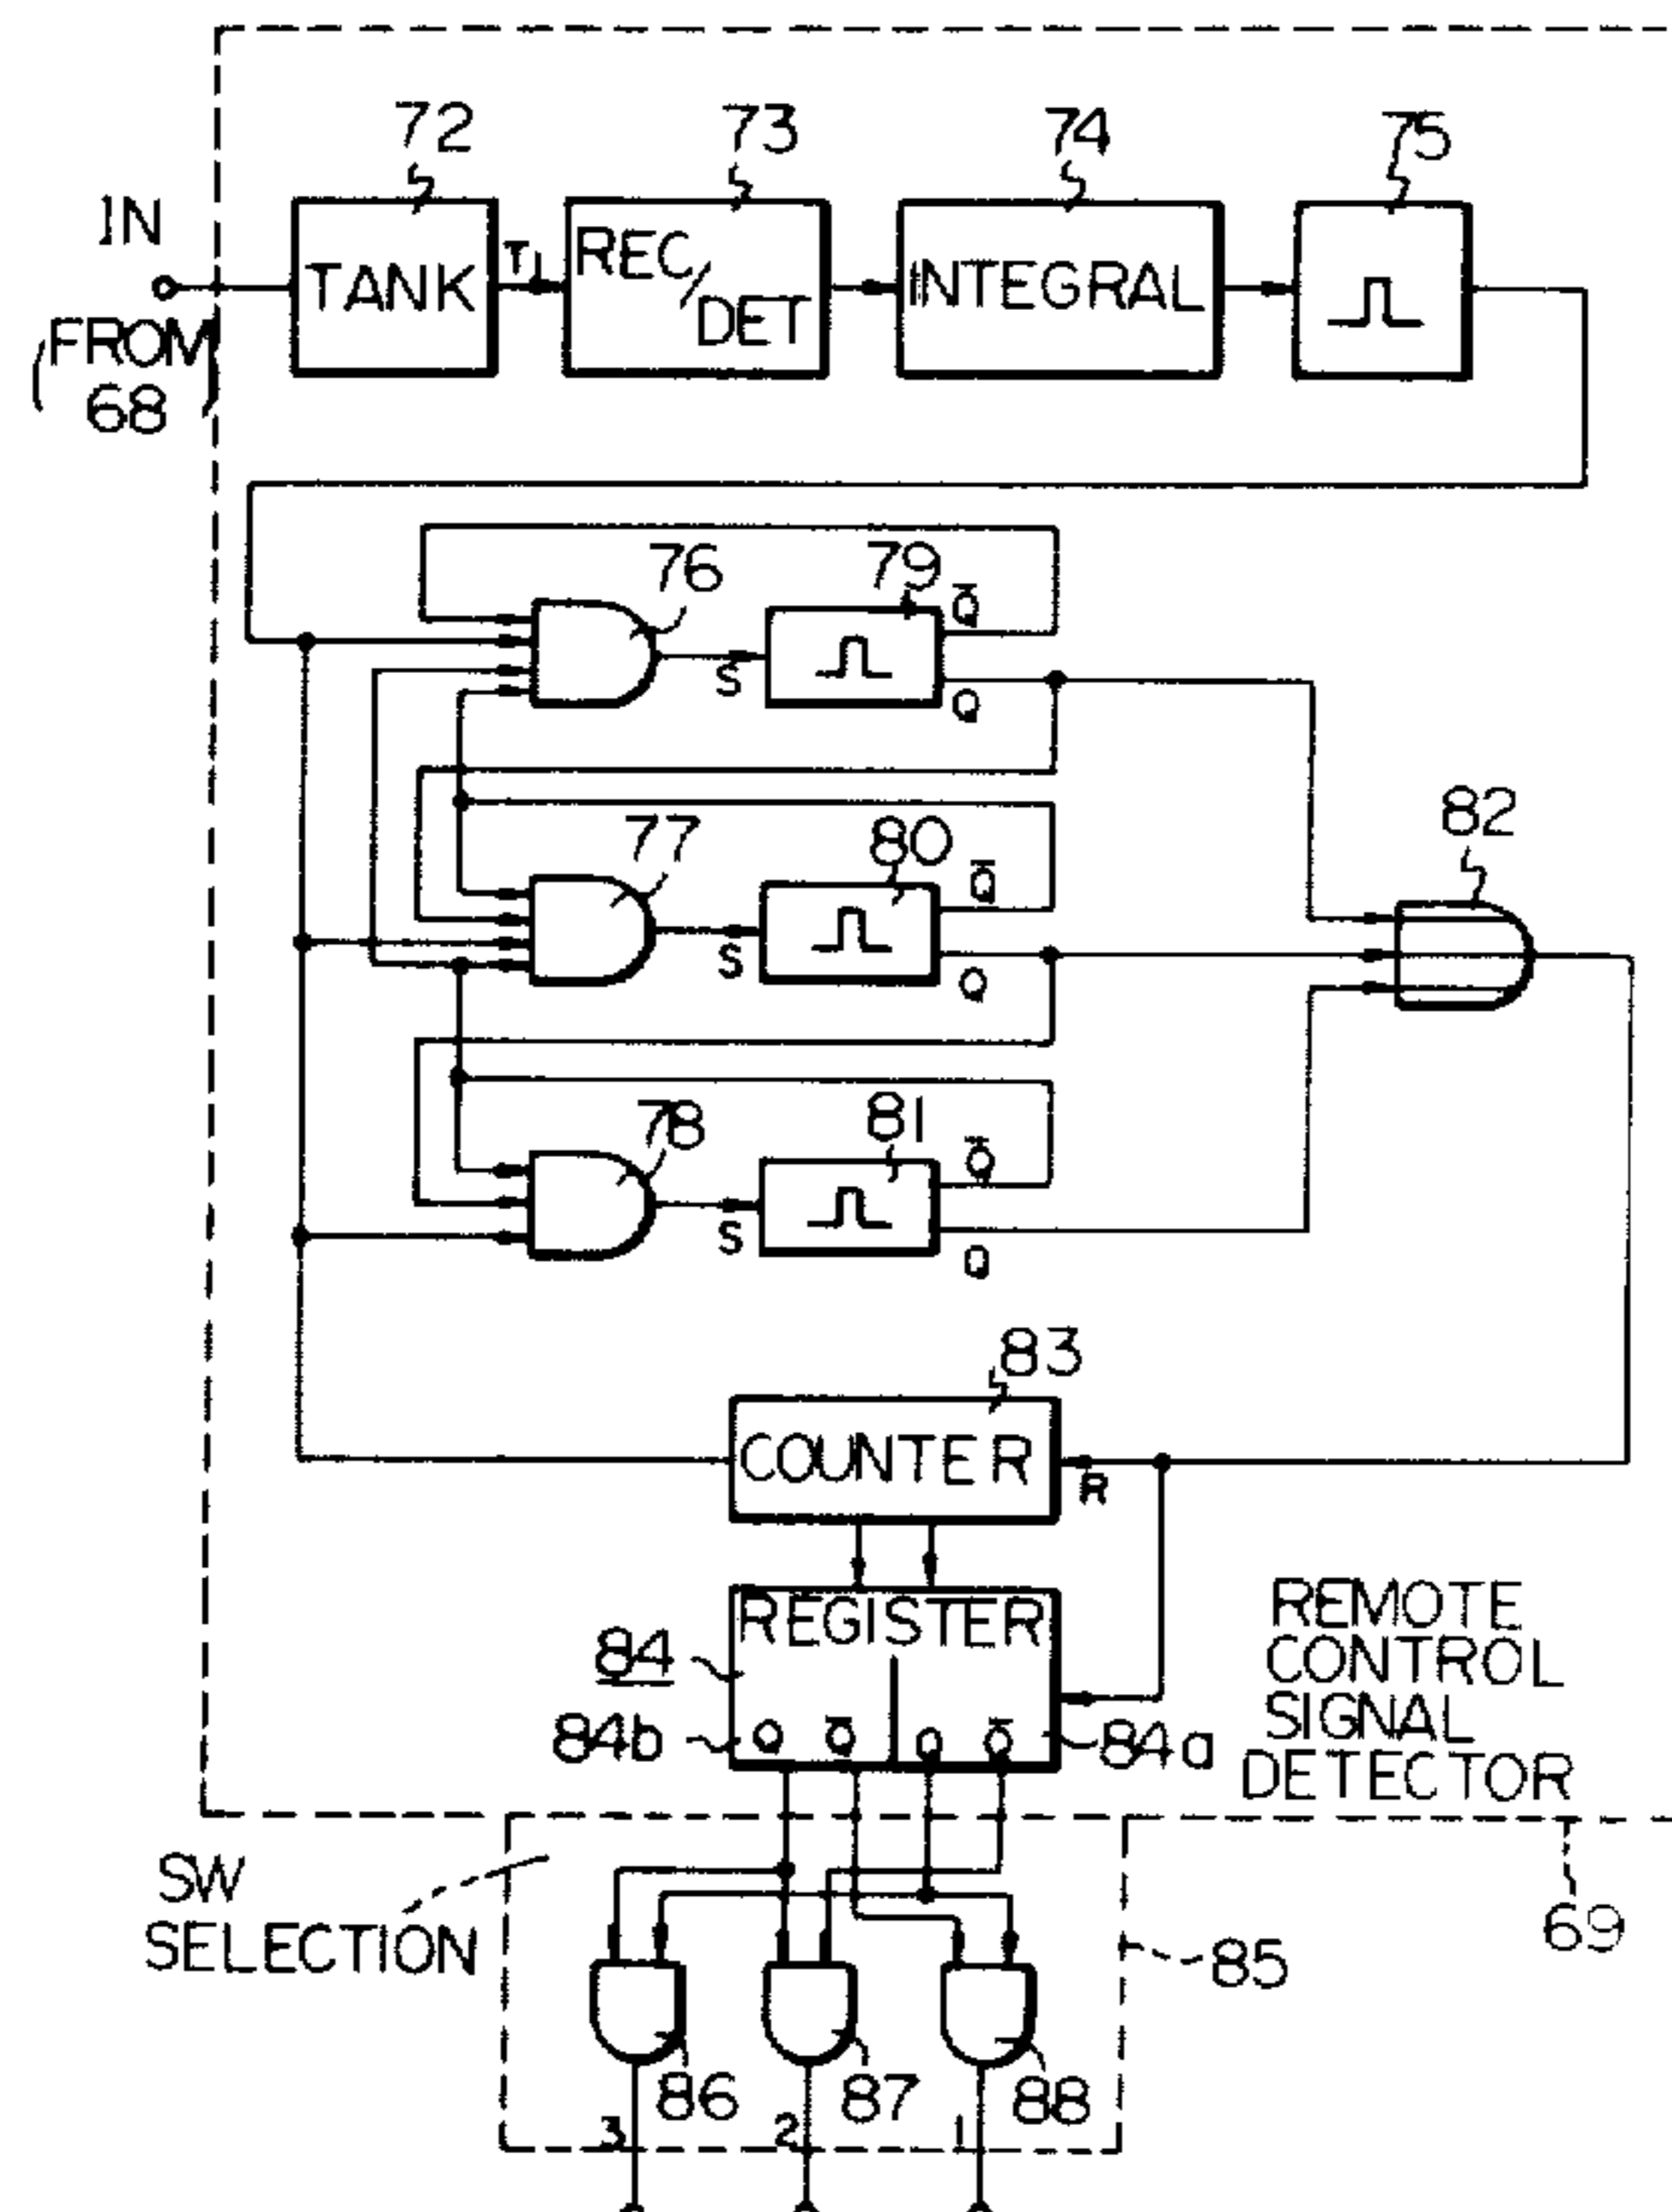 72 73 74 75
IN
(FROM 68)
TANK
T1
REC/DET
INTEGRAL
76 79 Q̄
S
Q
77 80 Q̄
S
Q
82
78 81 Q̄
S
Q
83
COUNTER
R
REGISTER
84
84b Q Q̄ Q Q̄ 84a
REMOTE
CONTROL
SIGNAL
DETECTOR
SW
SELECTION
69
85
86 87 88
3 2 1